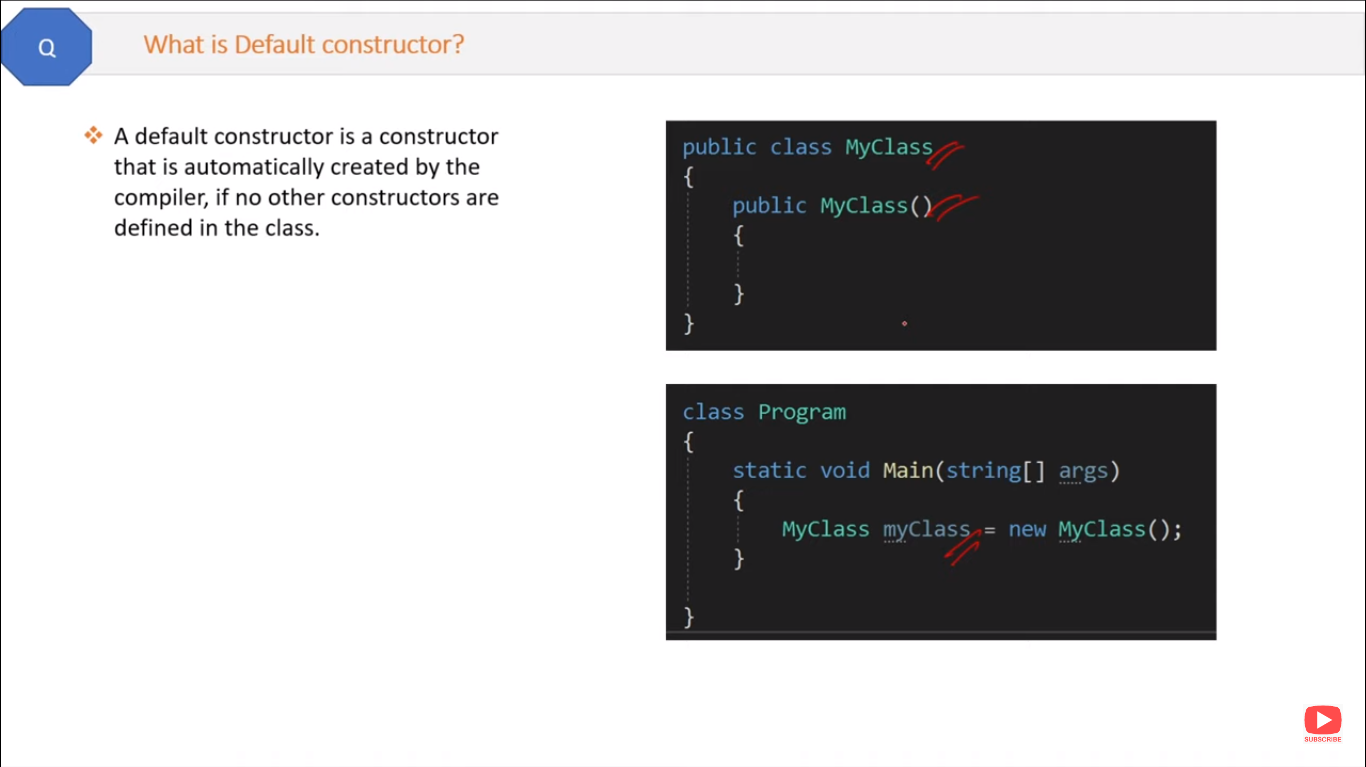 Q
What is Default constructor?
❖ A default constructor is a constructor
that is automatically created by the
compiler, if no other constructors are
defined in the class.
public class MyClass
{
public MyClass()
{
}
}
class Program
{
static void Main(string[] args)
{
MyClass myClass = new MyClass();
}
}
SUBSCRIBE